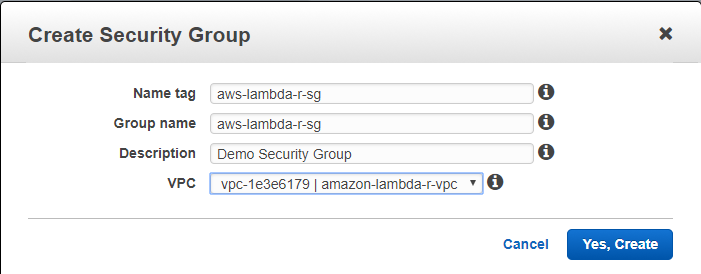 Create Security Group
Name tag aws-lambda-r-sg
Group name aws-lambda-r-sg
Description Demo Security Group
VPC vpc-1e3e6179 | amazon-lambda-r-vpc
Cancel Yes, Create